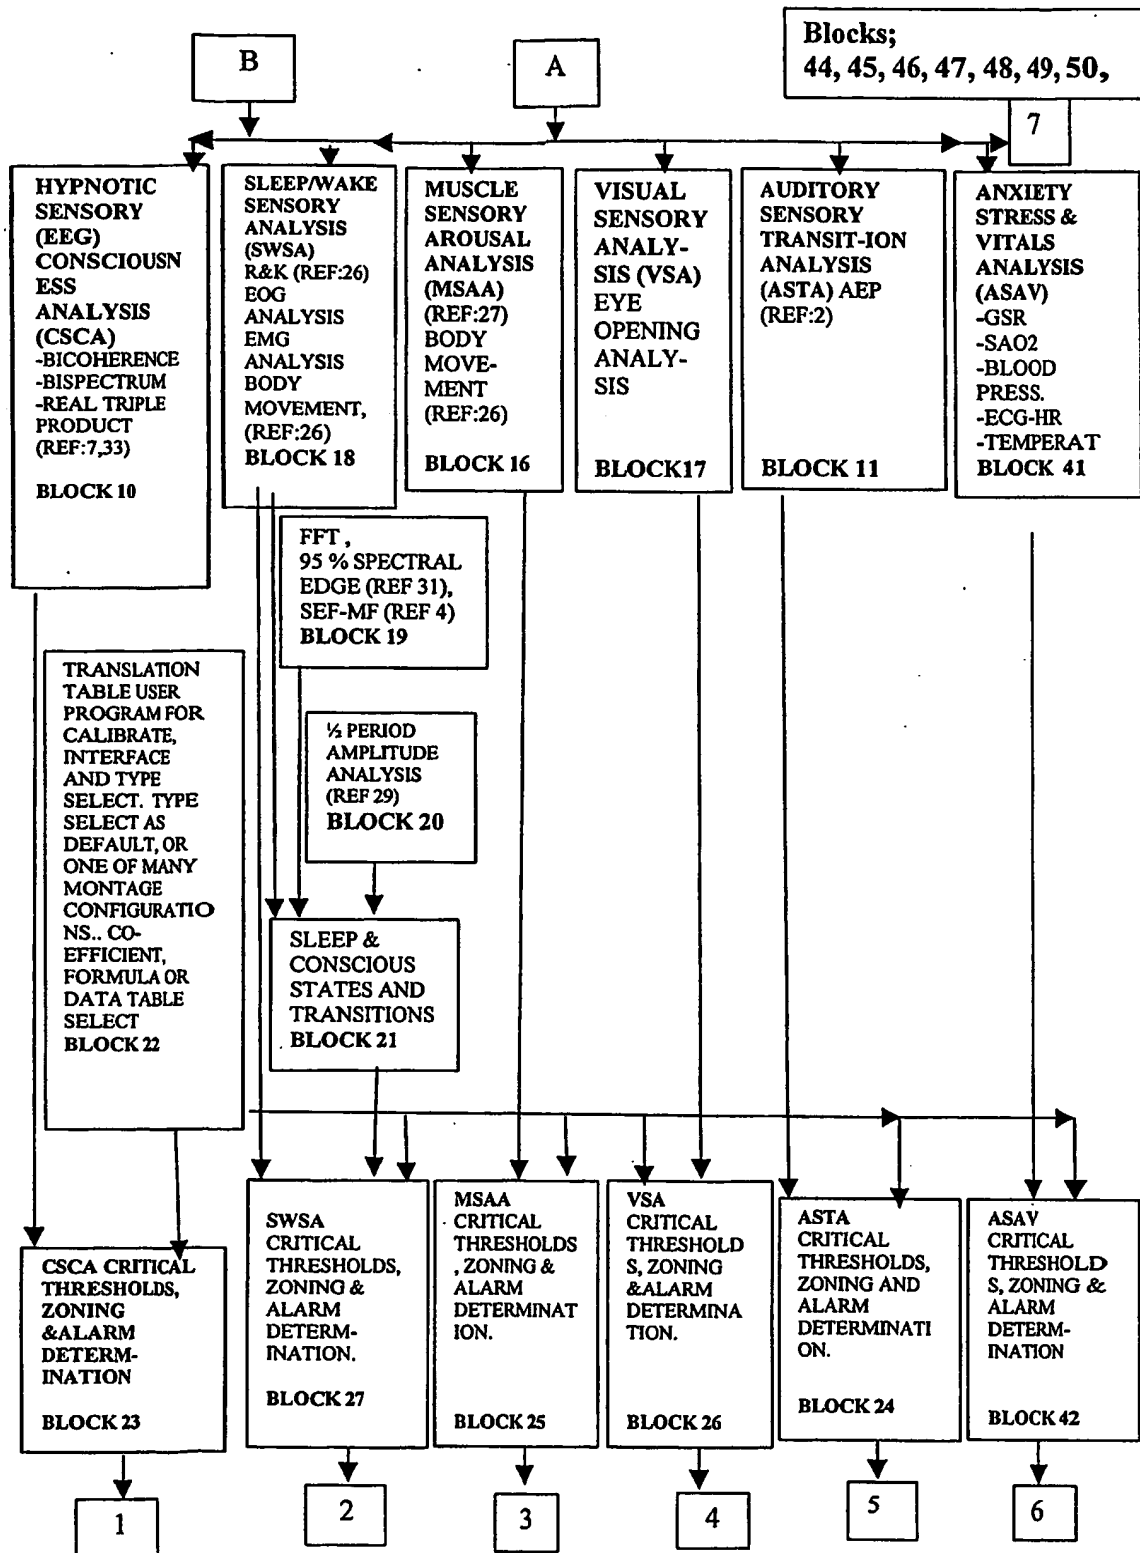 B
A
Blocks;
44, 45, 46, 47, 48, 49, 50,
7
HYPNOTIC
SENSORY
(EEG)
CONSCIOUSN
ESS
ANALYSIS
(CSCA)
-BICOHERENCE
-BISPECTRUM
-REAL TRIPLE
PRODUCT
(REF:7,33)
BLOCK 10
SLEEP/WAKE
SENSORY
ANALYSIS
(SWSA)
R&K (REF:26)
EOG
ANALYSIS
EMG
ANALYSIS
BODY
MOVEMENT,
(REF:26)
BLOCK 18
MUSCLE
SENSORY
AROUSAL
ANALYSIS
(MSAA)
(REF:27)
BODY
MOVE-
MENT
(REF:26)
BLOCK 16
VISUAL
SENSORY
ANALY-
SIS (VSA)
EYE
OPENING
ANALY-
SIS
BLOCK17
AUDITORY
SENSORY
TRANSIT-ION
ANALYSIS
(ASTA) AEP
(REF:2)
BLOCK 11
ANXIETY
STRESS &
VITALS
ANALYSIS
(ASAV)
-GSR
-SAO2
-BLOOD
PRESS.
-ECG-HR
-TEMPERAT
BLOCK 41
FFT ,
95 % SPECTRAL
EDGE (REF 31),
SEF-MF (REF 4)
BLOCK 19
TRANSLATION
TABLE USER
PROGRAM FOR
CALIBRATE,
INTERFACE
AND TYPE
SELECT. TYPE
SELECT AS
DEFAULT, OR
ONE OF MANY
MONTAGE
CONFIGURATIO
NS.. CO-
EFFICIENT,
FORMULA OR
DATA TABLE
SELECT
BLOCK 22
½ PERIOD
AMPLITUDE
ANALYSIS
(REF 29)
BLOCK 20
SLEEP &
CONSCIOUS
STATES AND
TRANSITIONS
BLOCK 21
CSCA CRITICAL
THRESHOLDS,
ZONING
&ALARM
DETERM-
INATION
BLOCK 23
SWSA
CRITICAL
THRESHOLDS,
ZONING &
ALARM
DETERM-
INATION.
BLOCK 27
MSAA
CRITICAL
THRESHOLDS
, ZONING &
ALARM
DETERMINAT
ION.
BLOCK 25
VSA
CRITICAL
THRESHOLD
S, ZONING
&ALARM
DETERMINA
TION.
BLOCK 26
ASTA
CRITICAL
THRESHOLDS,
ZONING AND
ALARM
DETERMINATI
ON.
BLOCK 24
ASAV
CRITICAL
THRESHOLD
S, ZONING &
ALARM
DETERM-
INATION
BLOCK 42
1
2
3
4
5
6